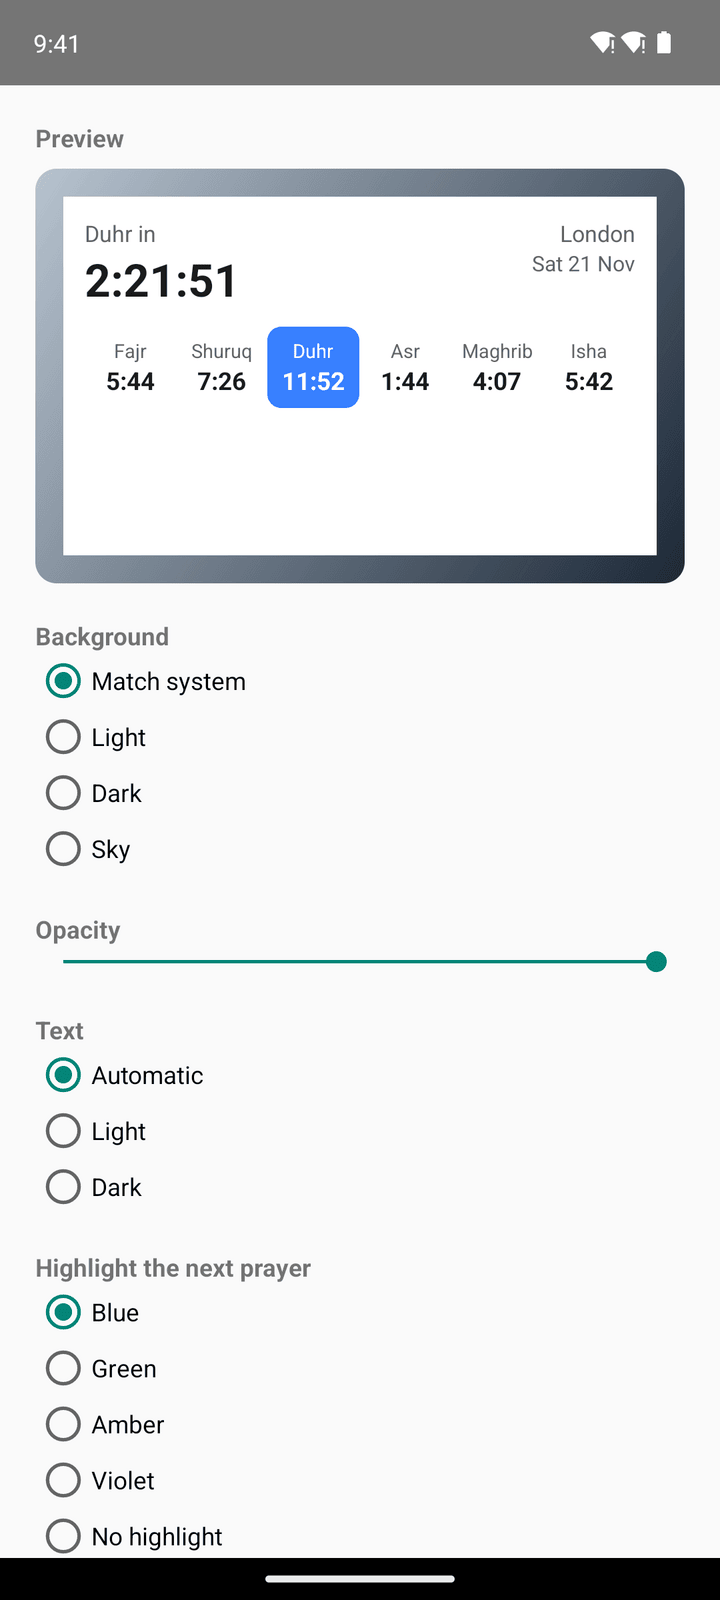 9:41
Preview
Duhr in
London
2:21:51
Sat 21 Nov
Fajr Shuruq Duhr Asr Maghrib Isha
5:44 7:26 11:52 1:44 4:07 5:42
Background
Match system
Light
Dark
Sky
Opacity
Text
Automatic
Light
Dark
Highlight the next prayer
Blue
Green
Amber
Violet
No highlight